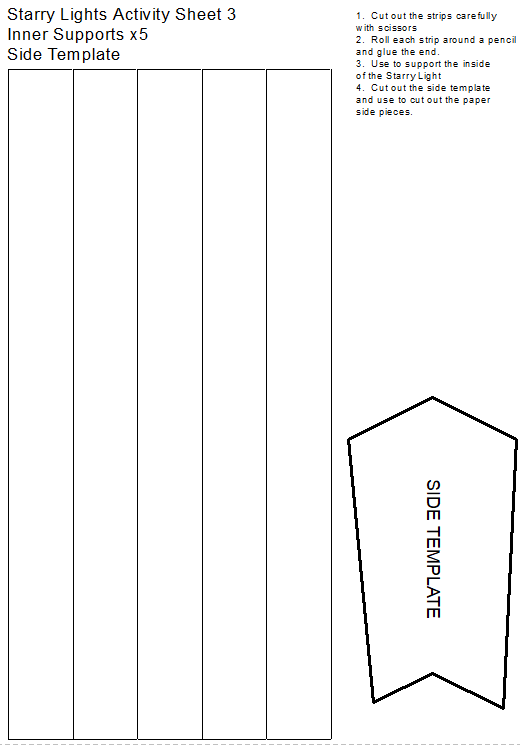 Starry Lights Activity Sheet 3
Inner Supports x5
Side Template
1. Cut out the strips carefully
with scissors
2. Roll each strip around a pencil
and glue the end.
3. Use to support the inside
of the Starry Light
4. Cut out the side template
and use to cut out the paper
side pieces.
SIDE TEMPLATE